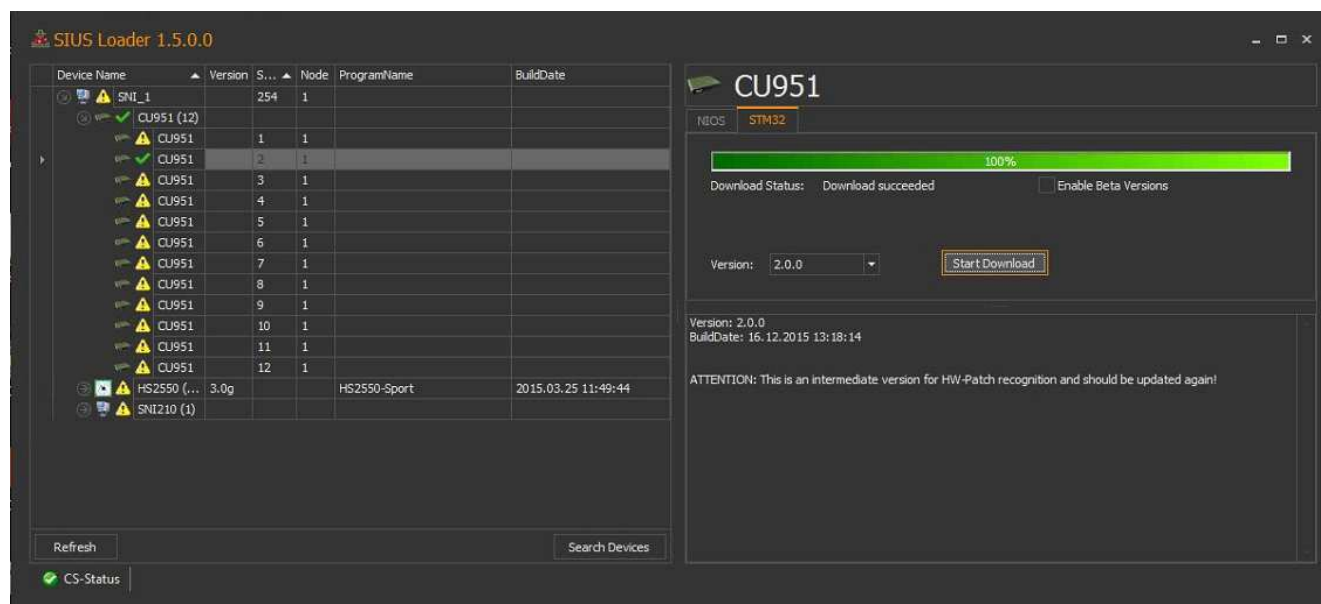 SIUS Loader 1.5.0.0
Device Name Version S... Node ProgramName BuildDate
SNI_1 254 1
CU951 (12)
CU951 1 1
CU951 2 1
CU951 3 1
CU951 4 1
CU951 5 1
CU951 6 1
CU951 7 1
CU951 8 1
CU951 9 1
CU951 10 1
CU951 11 1
CU951 12 1
HS2550 (... 3.0g HS2550-Sport 2015.03.25 11:49:44
SNI210 (1)
Refresh Search Devices
CS-Status
CU951
NIOS STM32
100%
Download Status: Download succeeded Enable Beta Versions
Version: 2.0.0 Start Download
Version: 2.0.0
BuildDate: 16.12.2015 13:18:14
ATTENTION: This is an intermediate version for HW-Patch recognition and should be updated again!